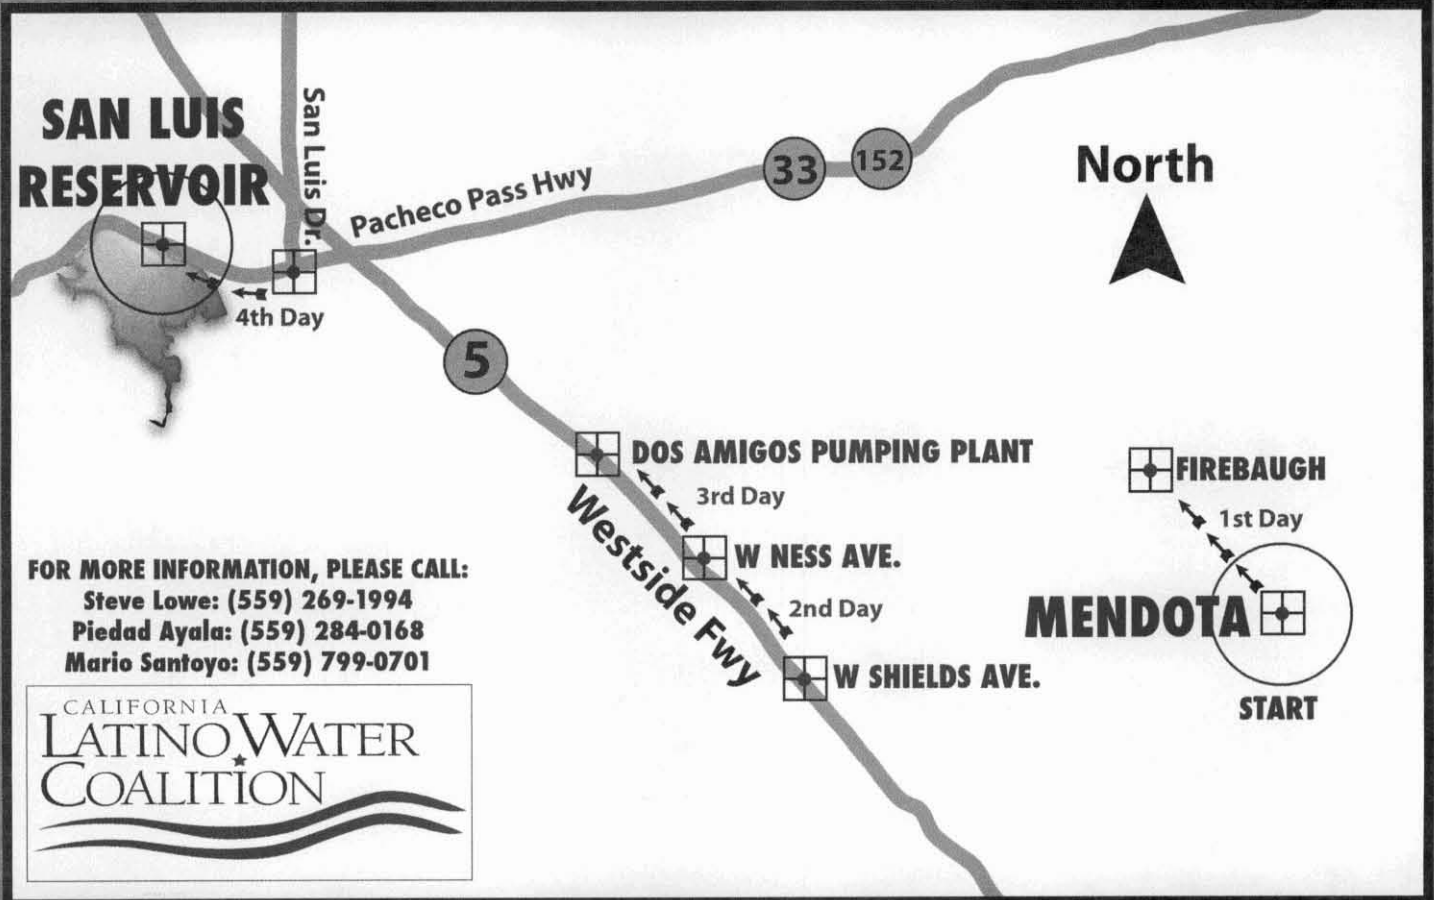 SAN LUIS
RESERVOIR
San Luis Dr.
Pacheco Pass Hwy
33
152
North
4th Day
5
DOS AMIGOS PUMPING PLANT
3rd Day
Westside Fwy
W NESS AVE.
2nd Day
W SHIELDS AVE.
FIREBAUGH
1st Day
MENDOTA
START
FOR MORE INFORMATION, PLEASE CALL:
Steve Lowe: (559) 269-1994
Piedad Ayala: (559) 284-0168
Mario Santoyo: (559) 799-0701
CALIFORNIA
LATINO WATER
COALITION